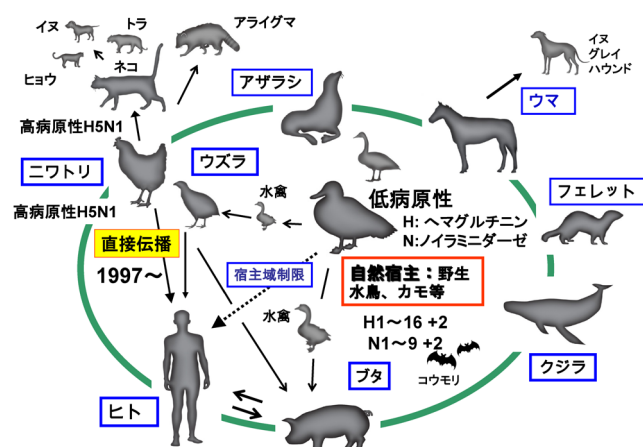 イヌ
トラ
アライグマ
ヒョウ
ネコ
イヌ
グレイ
ハウンド
アザラシ
ウマ
高病原性H5N1
ニワトリ
ウズラ
水禽
低病原性
H: ヘマグルチニン
N:ノイラミニダーゼ
フェレット
高病原性H5N1
直接伝播
1997〜
宿主域制限
自然宿主：野生
水鳥、カモ等
水禽
H1〜16 +2
N1〜9 +2
コウモリ
クジラ
ヒト
ブタ